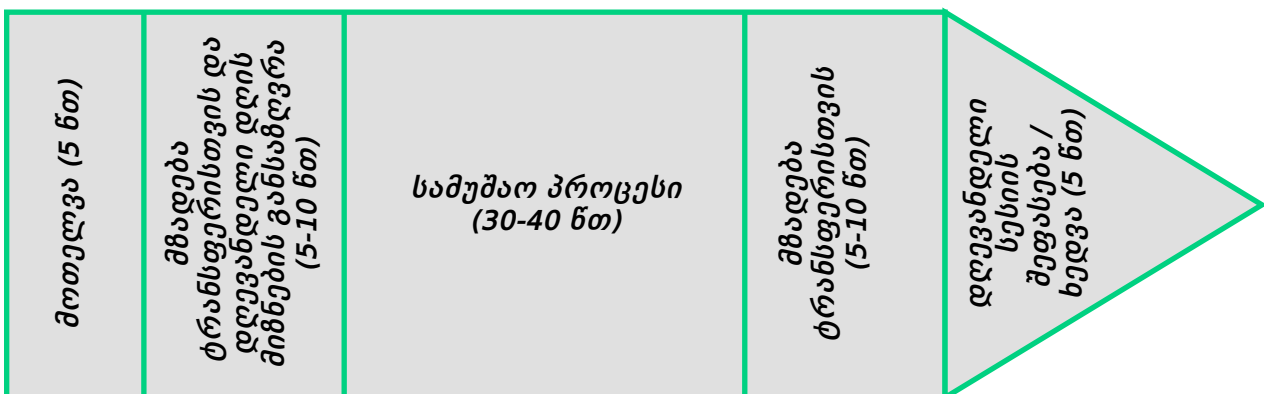 მოთელვა (5 წთ)
მზადება
ტრანსფერისთვის და
დღევანდელი დღის
მიზნების განსაზღვრა
(5-10 წთ)
სამუშაო პროცესი
(30-40 წთ)
მზადება
ტრანსფერისთვის
(5-10 წთ)
დღევანდელი
სესიის
შეფასება /
ხედვა (5 წთ)